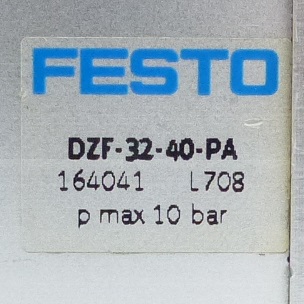 FESTO
DZF-32-40-PA
164041 L708
p max 10 bar